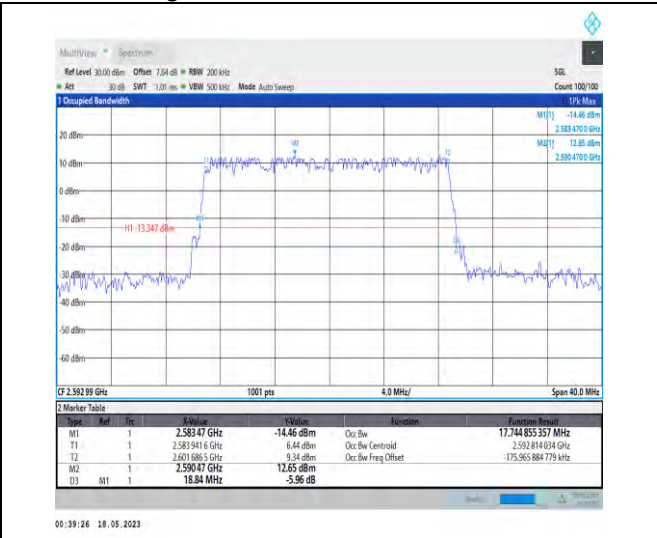 MultiView Spectrum
Ref Level 30.00 dBm Offset 7.64 dB RBW 200 kHz SGL
Att 30 dB SWT 1.01 ms VBW 500 kHz Mode Auto Sweep Count 100/100
1 Occupied Bandwidth 1Pk Max
M1[1] -14.46 dBm
2.583 4700 GHz
20 dBm
M2[1] 12.65 dBm
2.590 4700 GHz
M2
T1
T2
10 dBm
0 dBm
-10 dBm
H1 -13.347 dBm
-20 dBm
-30 dBm
-40 dBm
-50 dBm
-60 dBm
CF 2.592 99 GHz 1001 pts 4.0 MHz/ Span 40.0 MHz
2 Marker Table
Type Ref Trc X-Value Y-Value Function Function Result
M1 1 2.583 47 GHz -14.46 dBm Occ Bw 17.744 855 357 MHz
T1 1 2.583 941 6 GHz 6.44 dBm Occ Bw Centroid 2.592 814 034 GHz
T2 1 2.601 686 5 GHz 9.34 dBm Occ Bw Freq Offset -175.965 884 779 kHz
M2 1 2.590 47 GHz 12.65 dBm
D3 M1 1 18.84 MHz -5.96 dB
00:39:26 18.05.2023